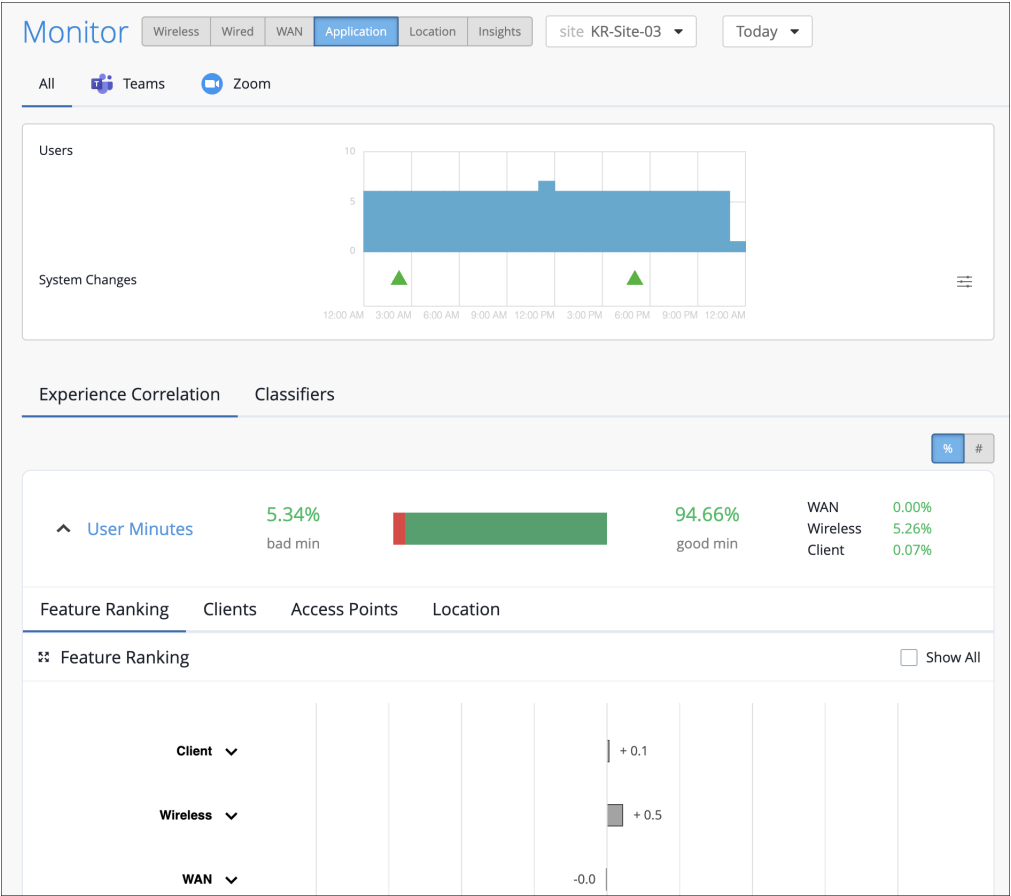 Monitor Wireless Wired WAN Application Location Insights site KR-Site-03 Today
All Teams Zoom
Users
10
5
0
System Changes
12:00 AM 3:00 AM 6:00 AM 9:00 AM 12:00 PM 3:00 PM 6:00 PM 9:00 PM 12:00 AM
Experience Correlation Classifiers
% #
User Minutes
5.34%
bad min
94.66%
good min
WAN 0.00%
Wireless 5.26%
Client 0.07%
Feature Ranking Clients Access Points Location
Feature Ranking Show All
Client + 0.1
Wireless + 0.5
WAN -0.0